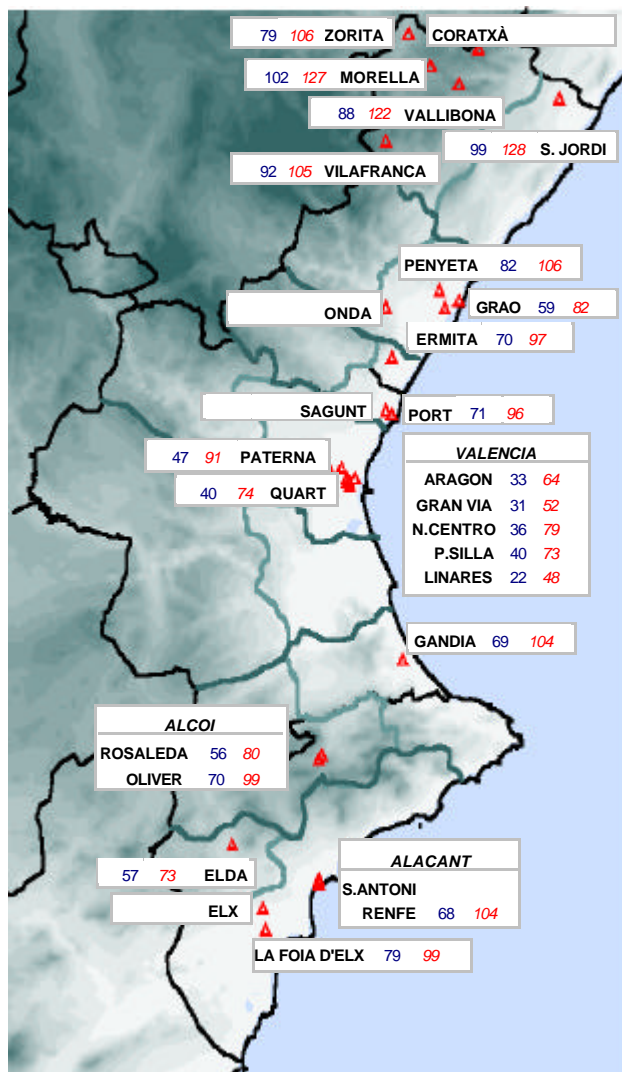 79 106 ZORITA
CORATXÀ
102 127 MORELLA
88 122 VALLIBONA
99 128 S. JORDI
92 105 VILAFRANCA
PENYETA 82 106
ONDA
GRAO 59 82
ERMITA 70 97
SAGUNT
PORT 71 96
47 91 PATERNA
40 74 QUART
VALENCIA
ARAGON 33 64
GRAN VIA 31 52
N.CENTRO 36 79
P.SILLA 40 73
LINARES 22 48
GANDIA 69 104
ALCOI
ROSALEDA 56 80
OLIVER 70 99
57 73 ELDA
ELX
ALACANT
S.ANTONI
RENFE 68 104
LA FOIA D'ELX 79 99